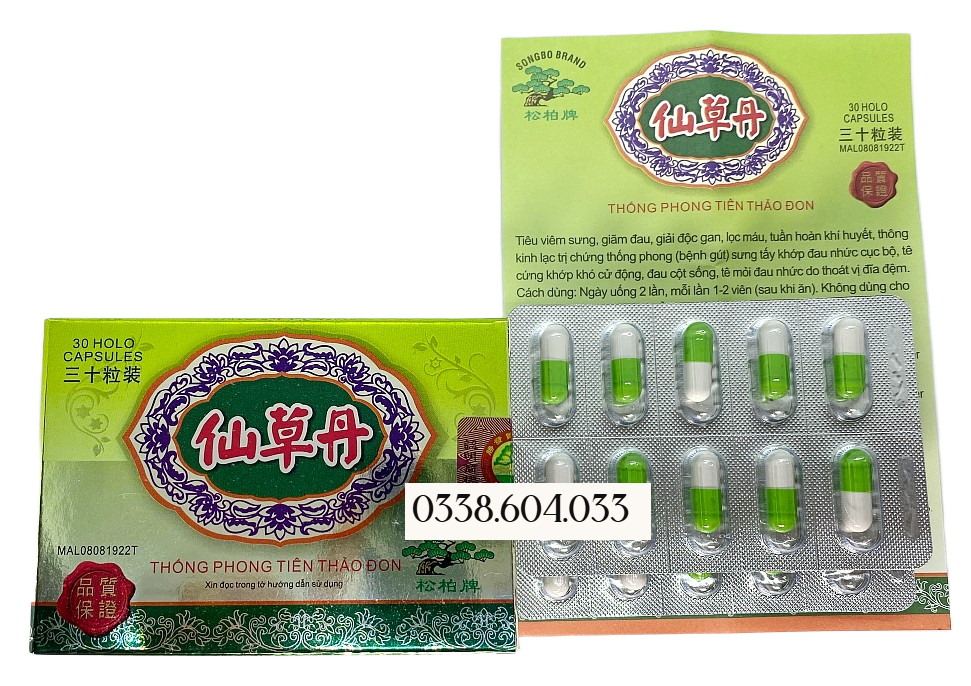 SONGBO BRAND
松柏牌
仙草丹
30 HOLO
CAPSULES
三十粒装
MAL08081922T
品質
保證
THỐNG PHONG TIÊN THẢO ĐON
Tiêu viêm sưng, giãm đau, giải độc gan, lọc máu, tuần hoàn khí huyết, thông
kinh lạc trị chứng thống phong (bệnh gút) sưng tấy khớp đau nhức cục bộ, tê
cứng khớp khó cử động, đau cột sống, tê mỏi đau nhức do thoát vị đĩa đệm.
Cách dùng: Ngày uống 2 lần, mỗi lần 1-2 viên (sau khi ăn). Không dùng cho
30 HOLO
CAPSULES
三十粒装
仙草丹
0338.604.033
MAL08081922T
THỐNG PHONG TIÊN THẢO ĐON
Xin đọc trong tờ hướng dẫn sử dụng
松柏牌
品質
保證